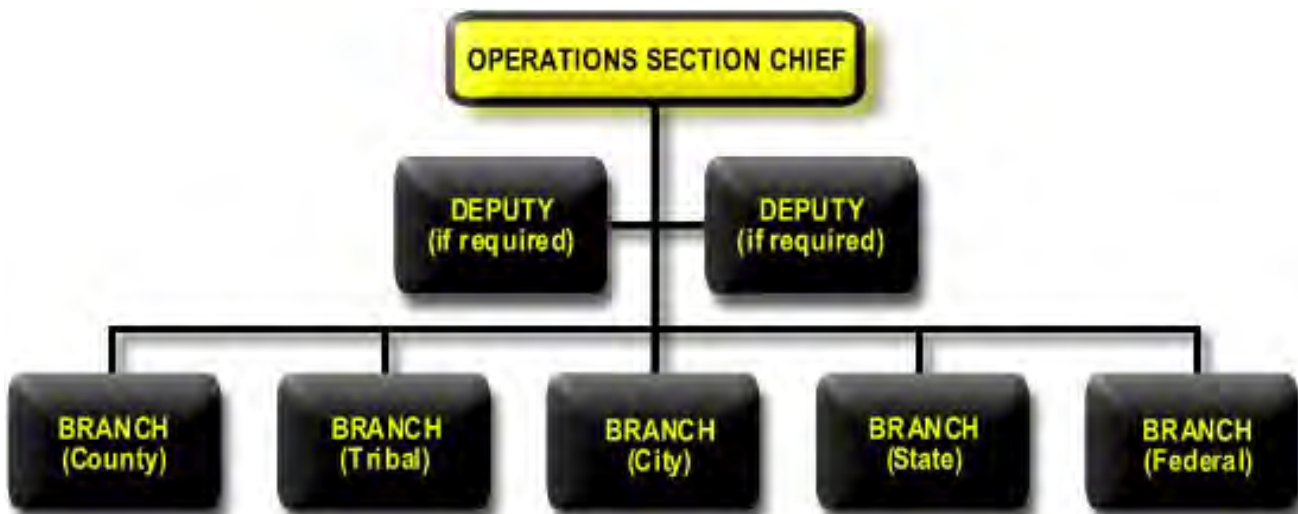 OPERATIONS SECTION CHIEF
DEPUTY
(if required)
DEPUTY
(if required)
BRANCH
(County)
BRANCH
(Tribal)
BRANCH
(City)
BRANCH
(State)
BRANCH
(Federal)